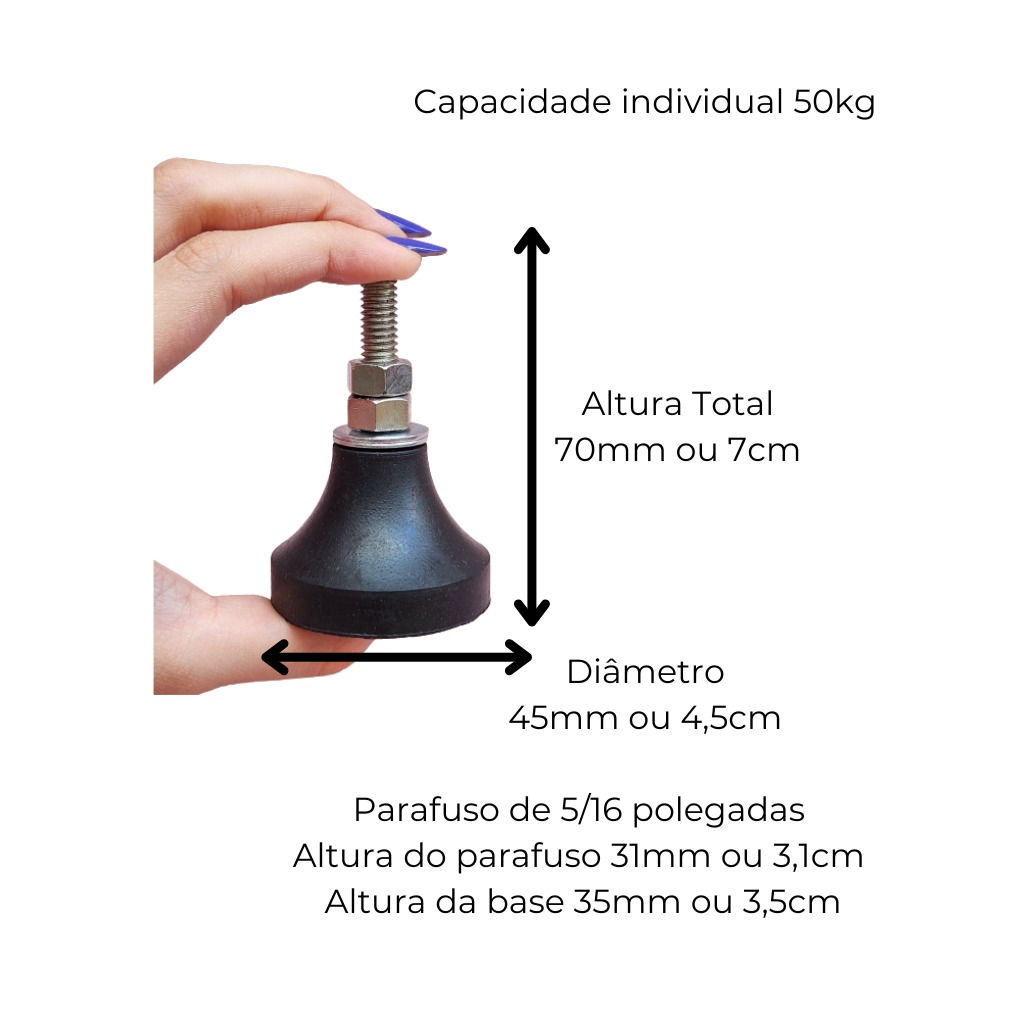 Capacidade individual 50kg
Altura Total
70mm ou 7cm
Diâmetro
45mm ou 4,5cm
Parafuso de 5/16 polegadas
Altura do parafuso 31mm ou 3,1cm
Altura da base 35mm ou 3,5cm